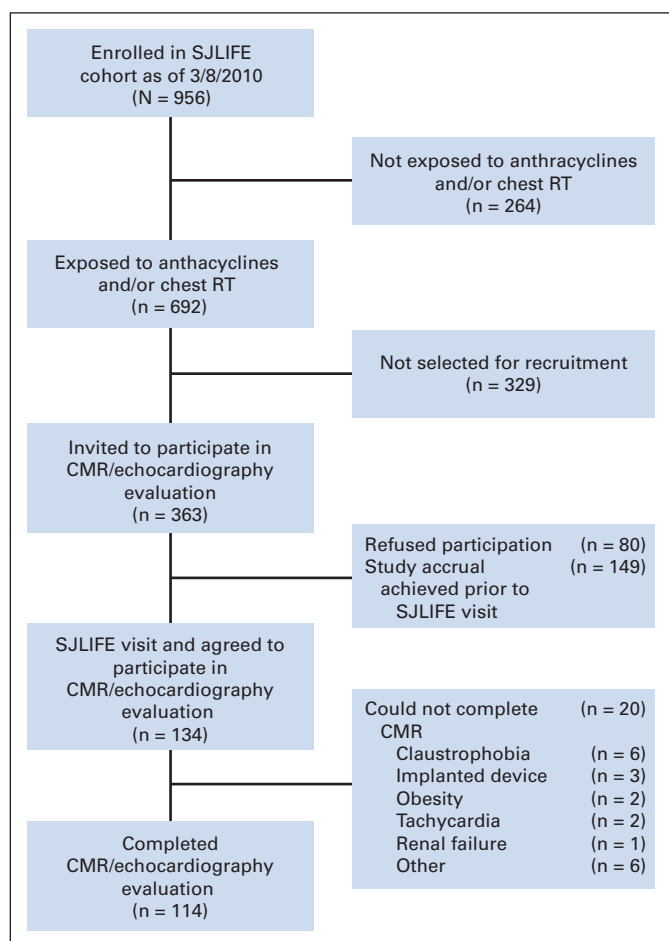 Enrolled in SJLIFE
cohort as of 3/8/2010
(N = 956)
Not exposed to anthracyclines
and/or chest RT
(n = 264)
Exposed to anthacyclines
and/or chest RT
(n = 692)
Not selected for recruitment
(n = 329)
Invited to participate in
CMR/echocardiography
evaluation
(n = 363)
Refused participation (n = 80)
Study accrual (n = 149)
achieved prior to
SJLIFE visit
SJLIFE visit and agreed to
participate in
CMR/echocardiography
evaluation
(n = 134)
Could not complete (n = 20)
CMR
Claustrophobia (n = 6)
Implanted device (n = 3)
Obesity (n = 2)
Tachycardia (n = 2)
Renal failure (n = 1)
Other (n = 6)
Completed
CMR/echocardiography
evaluation
(n = 114)